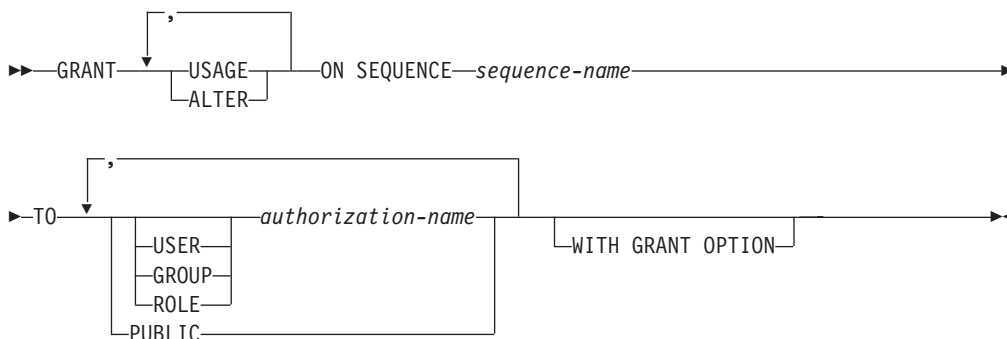 ,
GRANT USAGE ON SEQUENCE sequence-name
ALTER
,
TO authorization-name
USER WITH GRANT OPTION
GROUP
ROLE
PUBLIC